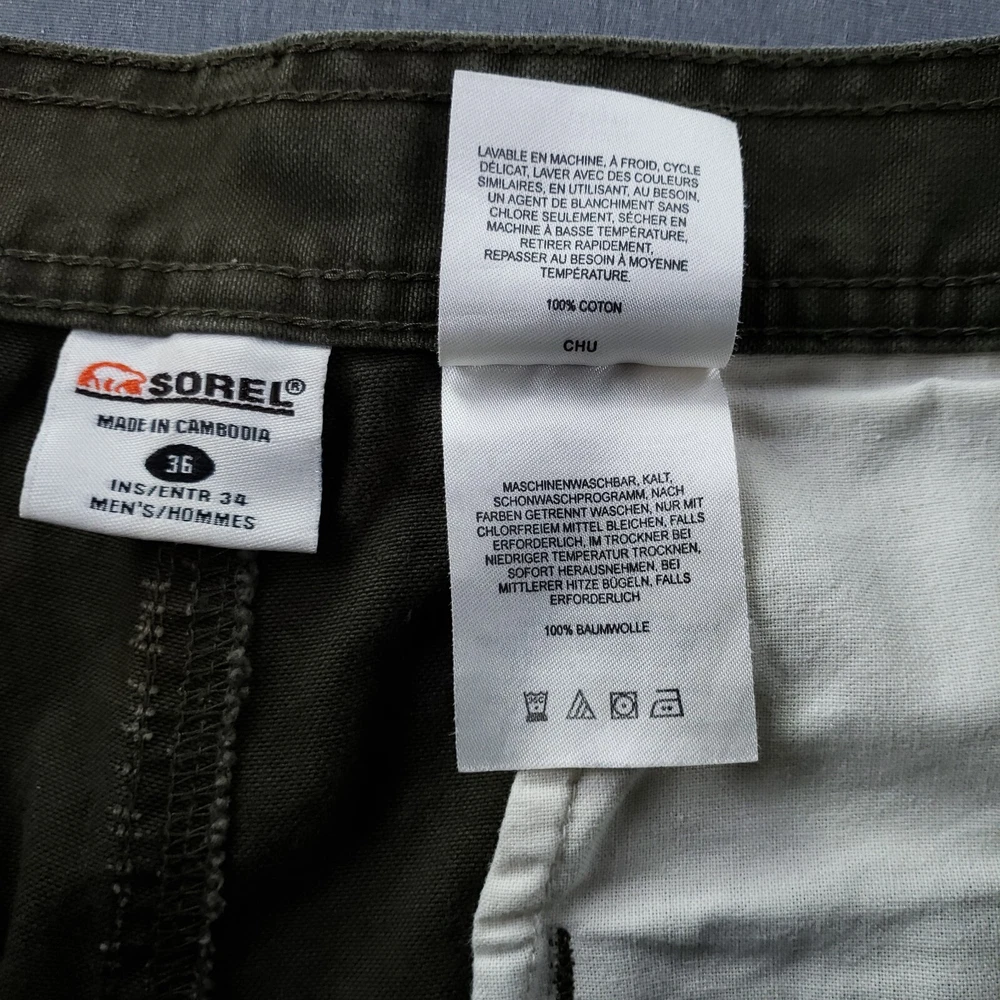 LAVABLE EN MACHINE, À FROID, CYCLE
DÉLICAT, LAVER AVEC DES COULEURS
SIMILAIRES, EN UTILISANT, AU BESOIN,
UN AGENT DE BLANCHIMENT SANS
CHLORE SEULEMENT, SÉCHER EN
MACHINE À BASSE TEMPÉRATURE,
RETIRER RAPIDEMENT,
REPASSER AU BESOIN À MOYENNE
TEMPÉRATURE.
100% COTON
CHU
SOREL®
MADE IN CAMBODIA
36
INS/ENTR 34
MEN'S/HOMMES
MASCHINENWASCHBAR, KALT,
SCHONWASCHPROGRAMM, NACH
FARBEN GETRENNT WASCHEN, NUR MIT
CHLORFREIEM MITTEL BLEICHEN, FALLS
ERFORDERLICH, IM TROCKNER BEI
NIEDRIGER TEMPERATUR TROCKNEN,
SOFORT HERAUSNEHMEN. BEI
MITTLERER HITZE BÜGELN, FALLS
ERFORDERLICH
100% BAUMWOLLE